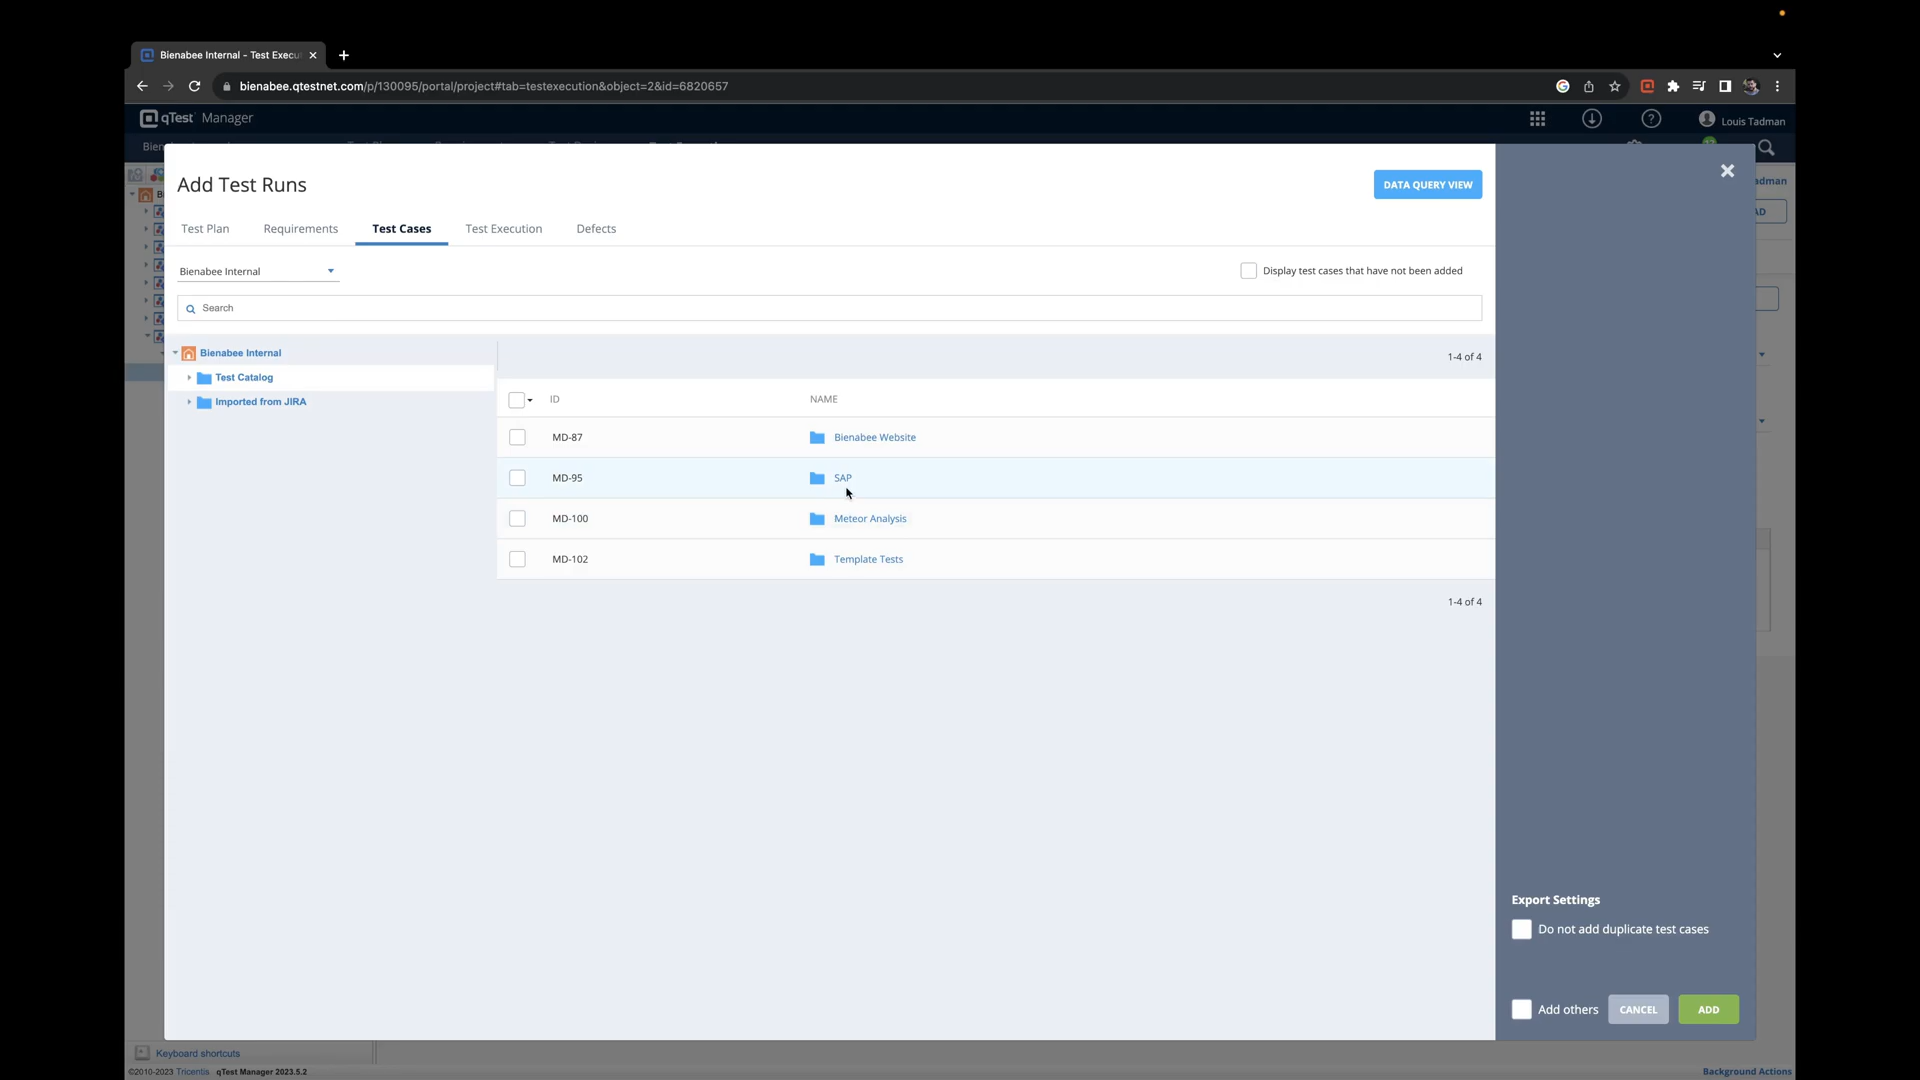 Bienabee Internal - Test Execu
bienabee.qtestnet.com/p/130095/portal/project#tab=testexecution&object=2&id=6820657
qTest Manager
Louis Tadman
Add Test Runs
DATA QUERY VIEW
Test Plan
Requirements
Test Cases
Test Execution
Defects
Bienabee Internal
Display test cases that have not been added
Search
Bienabee Internal
Test Catalog
Imported from JIRA
1-4 of 4
ID NAME
MD-87 Bienabee Website
MD-95 SAP
MD-100 Meteor Analysis
MD-102 Template Tests
1-4 of 4
Export Settings
Do not add duplicate test cases
Add others
CANCEL
ADD
Keyboard shortcuts
©2010-2023 Tricentis qTest Manager 2023.5.2
Background Actions